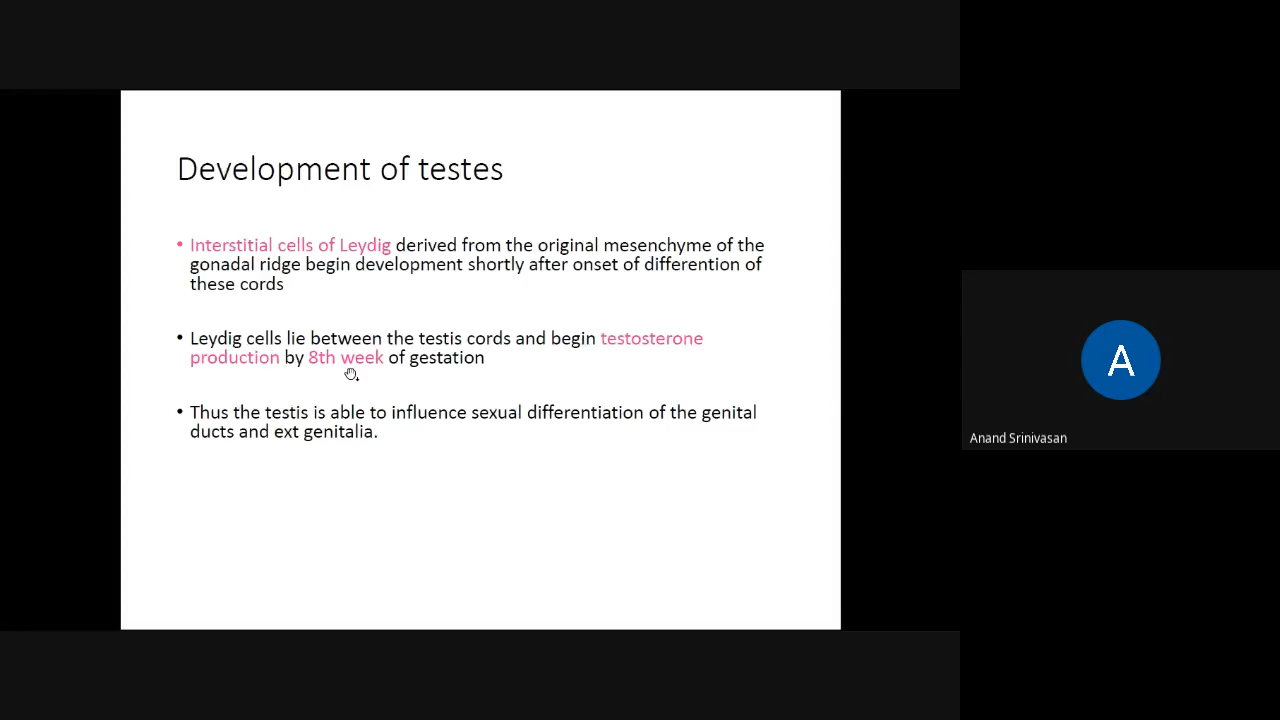 Development of testes
• Interstitial cells of Leydig derived from the original mesenchyme of the
gonadal ridge begin development shortly after onset of differention of
these cords
• Leydig cells lie between the testis cords and begin testosterone
production by 8th week of gestation
• Thus the testis is able to influence sexual differentiation of the genital
ducts and ext genitalia.
A
Anand Srinivasan